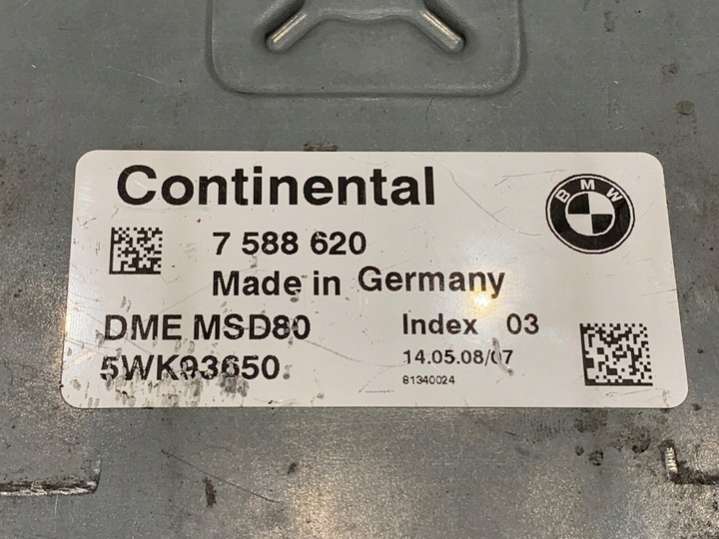 Continental
BMW
7 588 620
Made in Germany
DME MSD80 Index 03
5WK93650 14.05.08/07
81340024